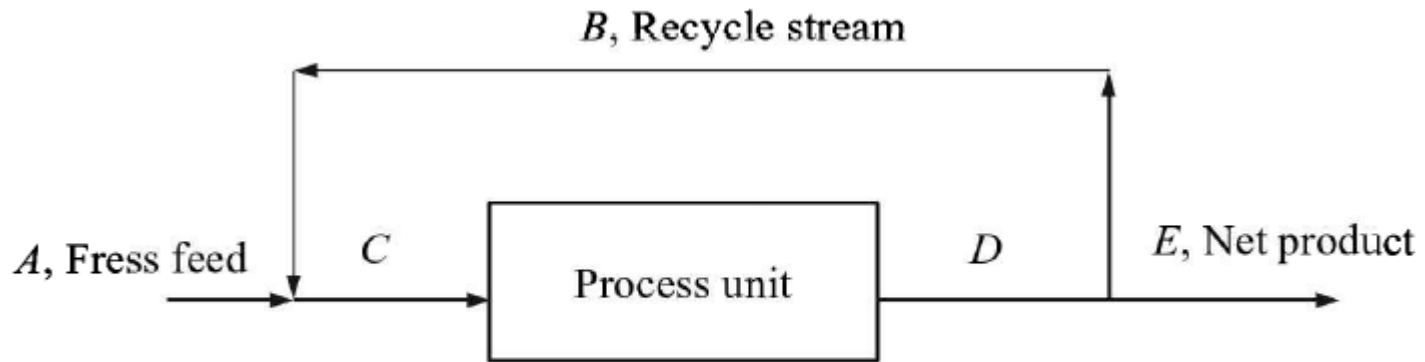 B, Recycle stream
A, Fress feed
C
Process unit
D
E, Net product